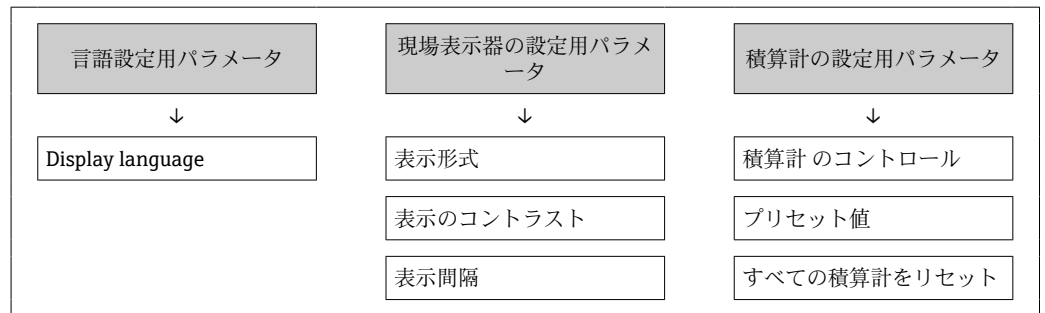 言語設定用パラメータ
↓
Display language
現場表示器の設定用パラメ
ータ
↓
表示形式
表示のコントラスト
表示間隔
積算計の設定用パラメータ
↓
積算計 のコントロール
プリセット値
すべての積算計をリセット